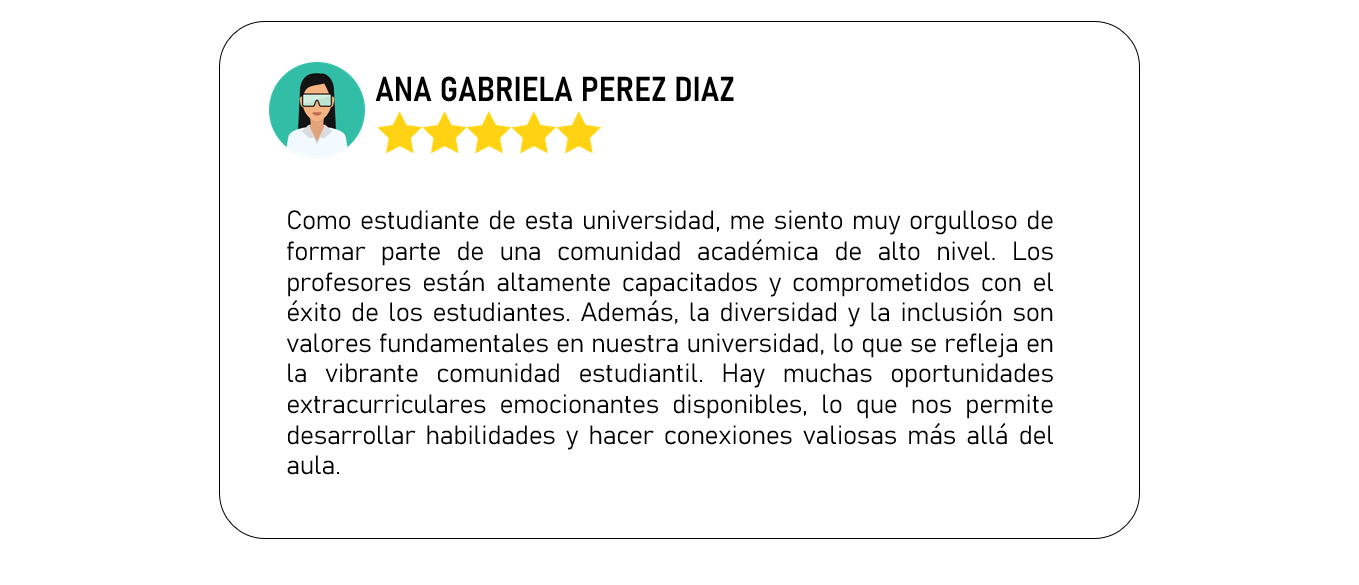 ANA GABRIELA PEREZ DIAZ
Como estudiante de esta universidad, me siento muy orgulloso de
formar parte de una comunidad académica de alto nivel. Los
profesores están altamente capacitados y comprometidos con el
éxito de los estudiantes. Además, la diversidad y la inclusión son
valores fundamentales en nuestra universidad, lo que se refleja en
la vibrante comunidad estudiantil. Hay muchas oportunidades
extracurriculares emocionantes disponibles, lo que nos permite
desarrollar habilidades y hacer conexiones valiosas más allá del
aula.